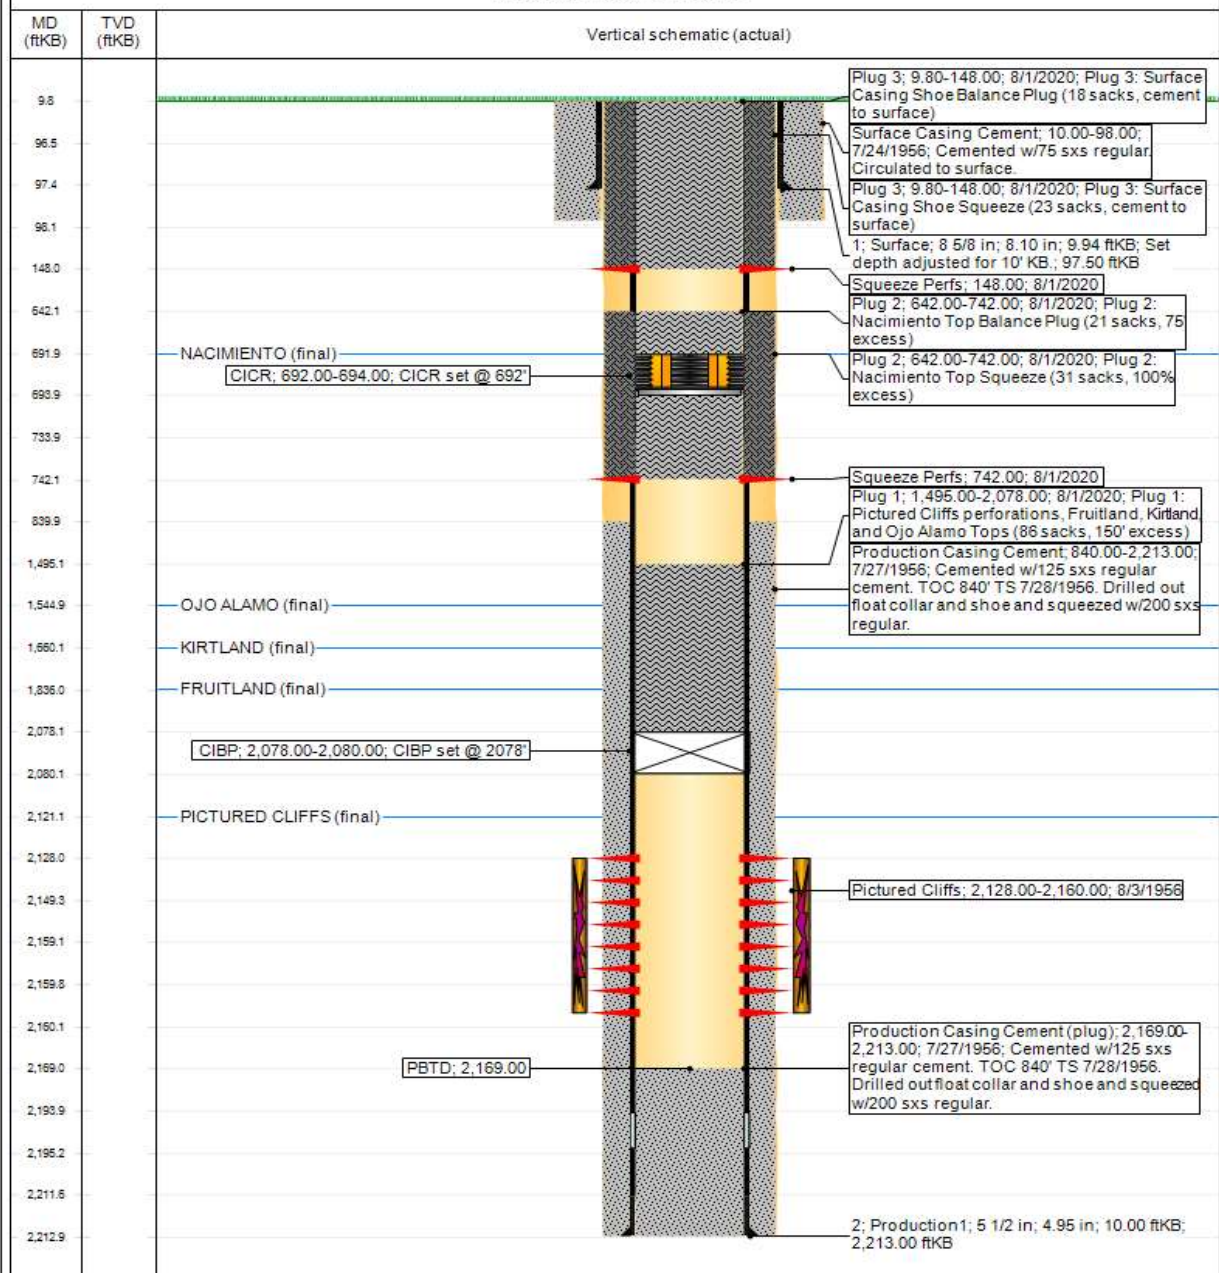 MD
(ftKB)
TVD
(ftKB)
Vertical schematic (actual)
9.8
96.5
97.4
98.1
148.0
642.1
691.9
693.9
733.9
742.1
839.9
1,495.1
1,544.9
1,660.1
1,836.0
2,078.1
2,080.1
2,121.1
2,128.0
2,149.3
2,159.1
2,159.8
2,160.1
2,169.0
2,193.9
2,195.2
2,211.6
2,212.9
NACIMIENTO (final)
CICR; 692.00-694.00; CICR set @ 692'
OJO ALAMO (final)
KIRTLAND (final)
FRUITLAND (final)
CIBP; 2,078.00-2,080.00; CIBP set @ 2078'
PICTURED CLIFFS (final)
PBTD; 2,169.00
Plug 3; 9.80-148.00; 8/1/2020; Plug 3: Surface
Casing Shoe Balance Plug (18 sacks, cement
to surface)
Surface Casing Cement; 10.00-98.00;
7/24/1956; Cemented w/75 sxs regular.
Circulated to surface.
Plug 3; 9.80-148.00; 8/1/2020; Plug 3: Surface
Casing Shoe Squeeze (23 sacks, cement to
surface)
1; Surface; 8 5/8 in; 8.10 in; 9.94 ftKB; Set
depth adjusted for 10' KB.; 97.50 ftKB
Squeeze Perfs; 148.00; 8/1/2020
Plug 2; 642.00-742.00; 8/1/2020; Plug 2:
Nacimiento Top Balance Plug (21 sacks, 75
excess)
Plug 2; 642.00-742.00; 8/1/2020; Plug 2:
Nacimiento Top Squeeze (31 sacks, 100%
excess)
Squeeze Perfs; 742.00; 8/1/2020
Plug 1; 1,495.00-2,078.00; 8/1/2020; Plug 1:
Pictured Cliffs perforations, Fruitland, Kirtland,
and Ojo Alamo Tops (86 sacks, 150' excess)
Production Casing Cement; 840.00-2,213.00;
7/27/1956; Cemented w/125 sxs regular
cement. TOC 840' TS 7/28/1956. Drilled out
float collar and shoe and squeezed w/200 sxs
regular.
Pictured Cliffs; 2,128.00-2,160.00; 8/3/1956
Production Casing Cement (plug); 2,169.00-
2,213.00; 7/27/1956; Cemented w/125 sxs
regular cement. TOC 840' TS 7/28/1956.
Drilled out float collar and shoe and squeezed
w/200 sxs regular.
2; Production1; 5 1/2 in; 4.95 in; 10.00 ftKB;
2,213.00 ftKB